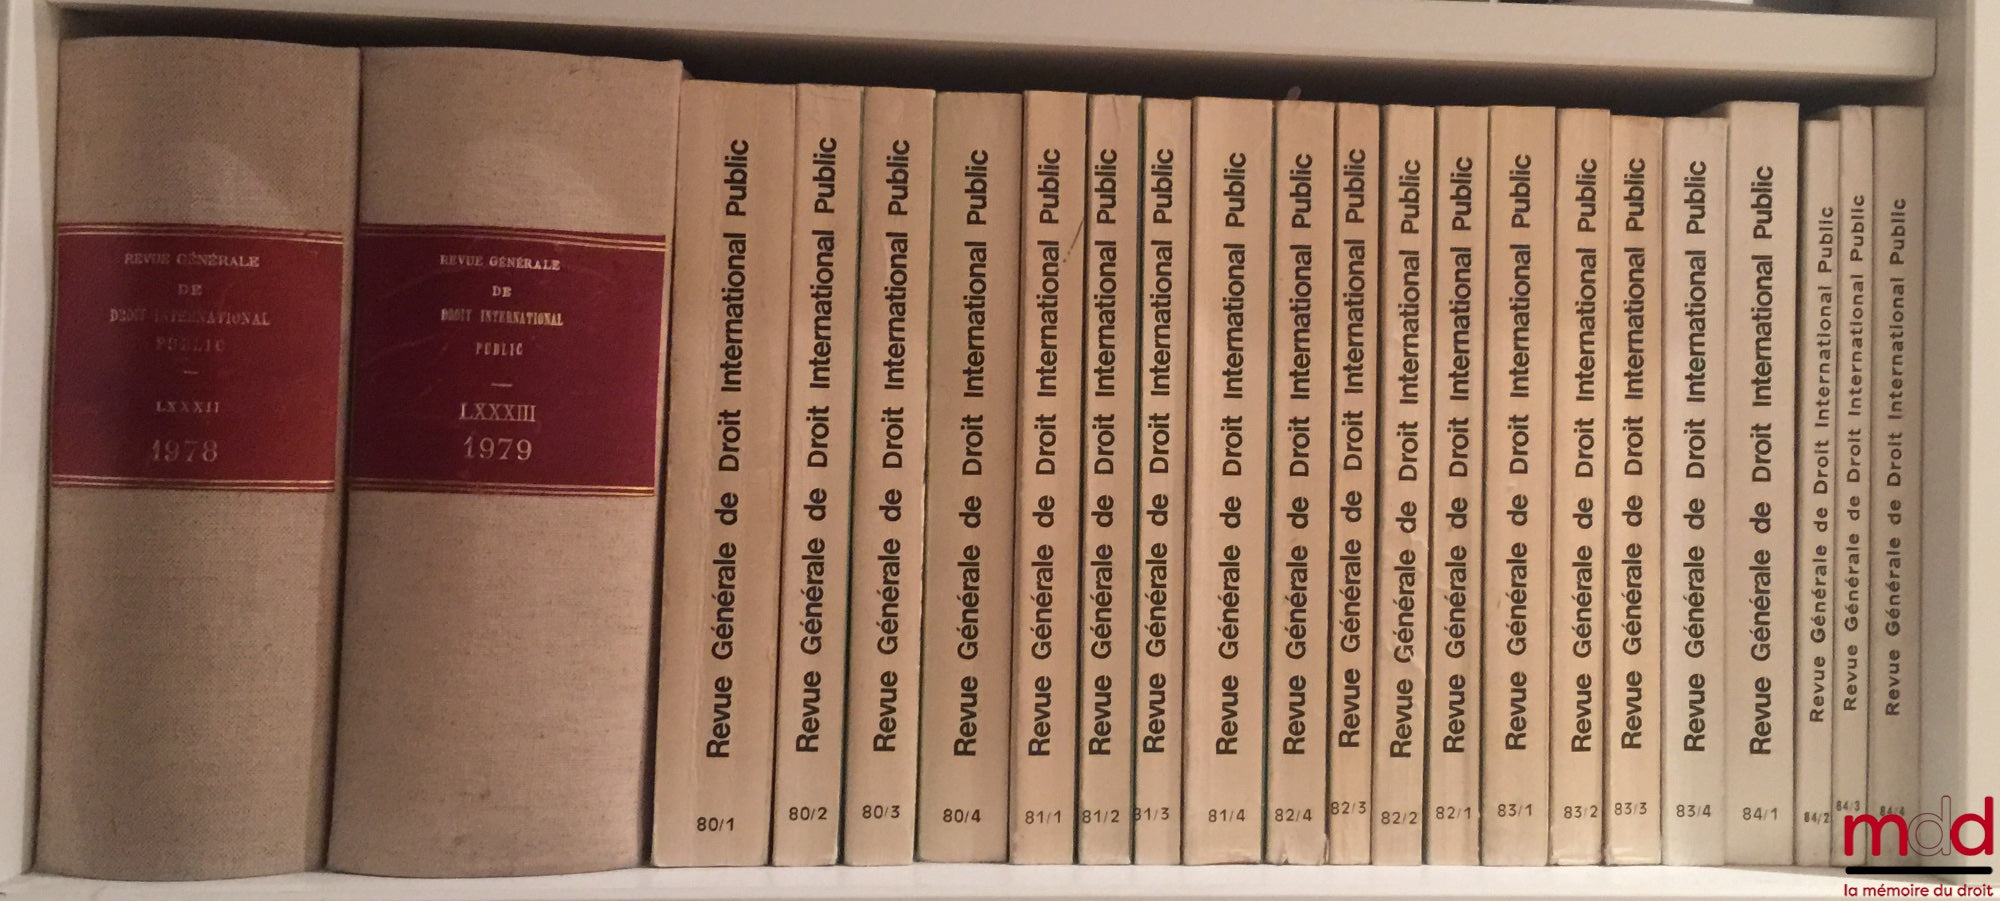 REVUE GÉNÉRALE
DE
DROIT INTERNATIONAL
PUBLIC
LXXXII
1978
REVUE GÉNÉRALE
DE
DROIT INTERNATIONAL
PUBLIC
LXXXIII
1979
Revue Générale de Droit International Public
80/1
Revue Générale de Droit International Public
80/2
Revue Générale de Droit International Public
80/3
Revue Générale de Droit International Public
80/4
Revue Générale de Droit International Public
81/1
Revue Générale de Droit International Public
81/2
Revue Générale de Droit International Public
81/3
Revue Générale de Droit International Public
81/4
Revue Générale de Droit International Public
82/4
Revue Générale de Droit International Public
82/3
Revue Générale de Droit International Public
82/2
Revue Générale de Droit International Public
82/1
Revue Générale de Droit International Public
83/1
Revue Générale de Droit International Public
83/2
Revue Générale de Droit International Public
83/3
Revue Générale de Droit International Public
83/4
Revue Générale de Droit International Public
84/1
Revue Générale de Droit International Public
84/2
Revue Générale de Droit International Public
84/3
Revue Générale de Droit International Public
84/4
mdd
la mémoire du droit